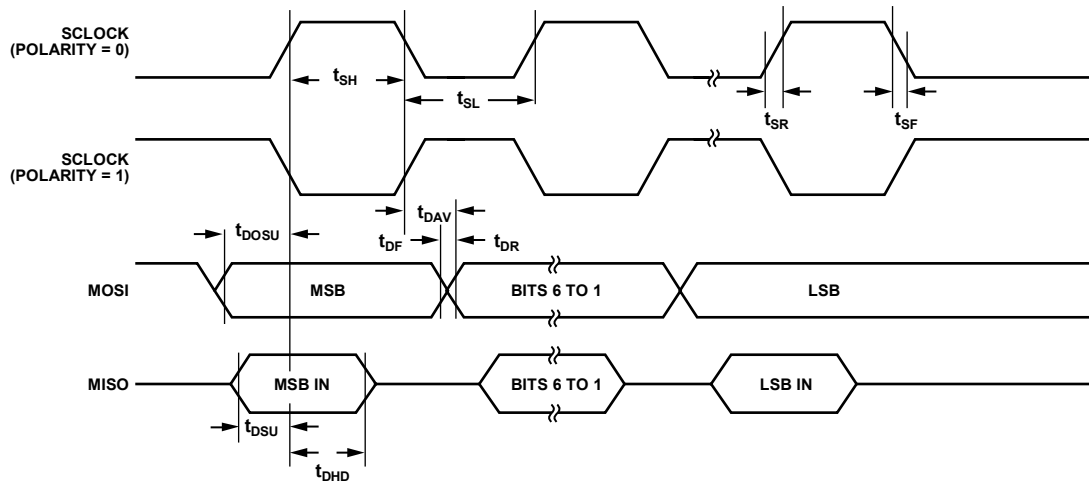 SCLOCK
(POLARITY = 0)
tSH
tSL
tSR
tSF
SCLOCK
(POLARITY = 1)
tDAV
tDOSU
tDF
tDR
MOSI
MSB
BITS 6 TO 1
LSB
MISO
MSB IN
BITS 6 TO 1
LSB IN
tDSU
tDHD